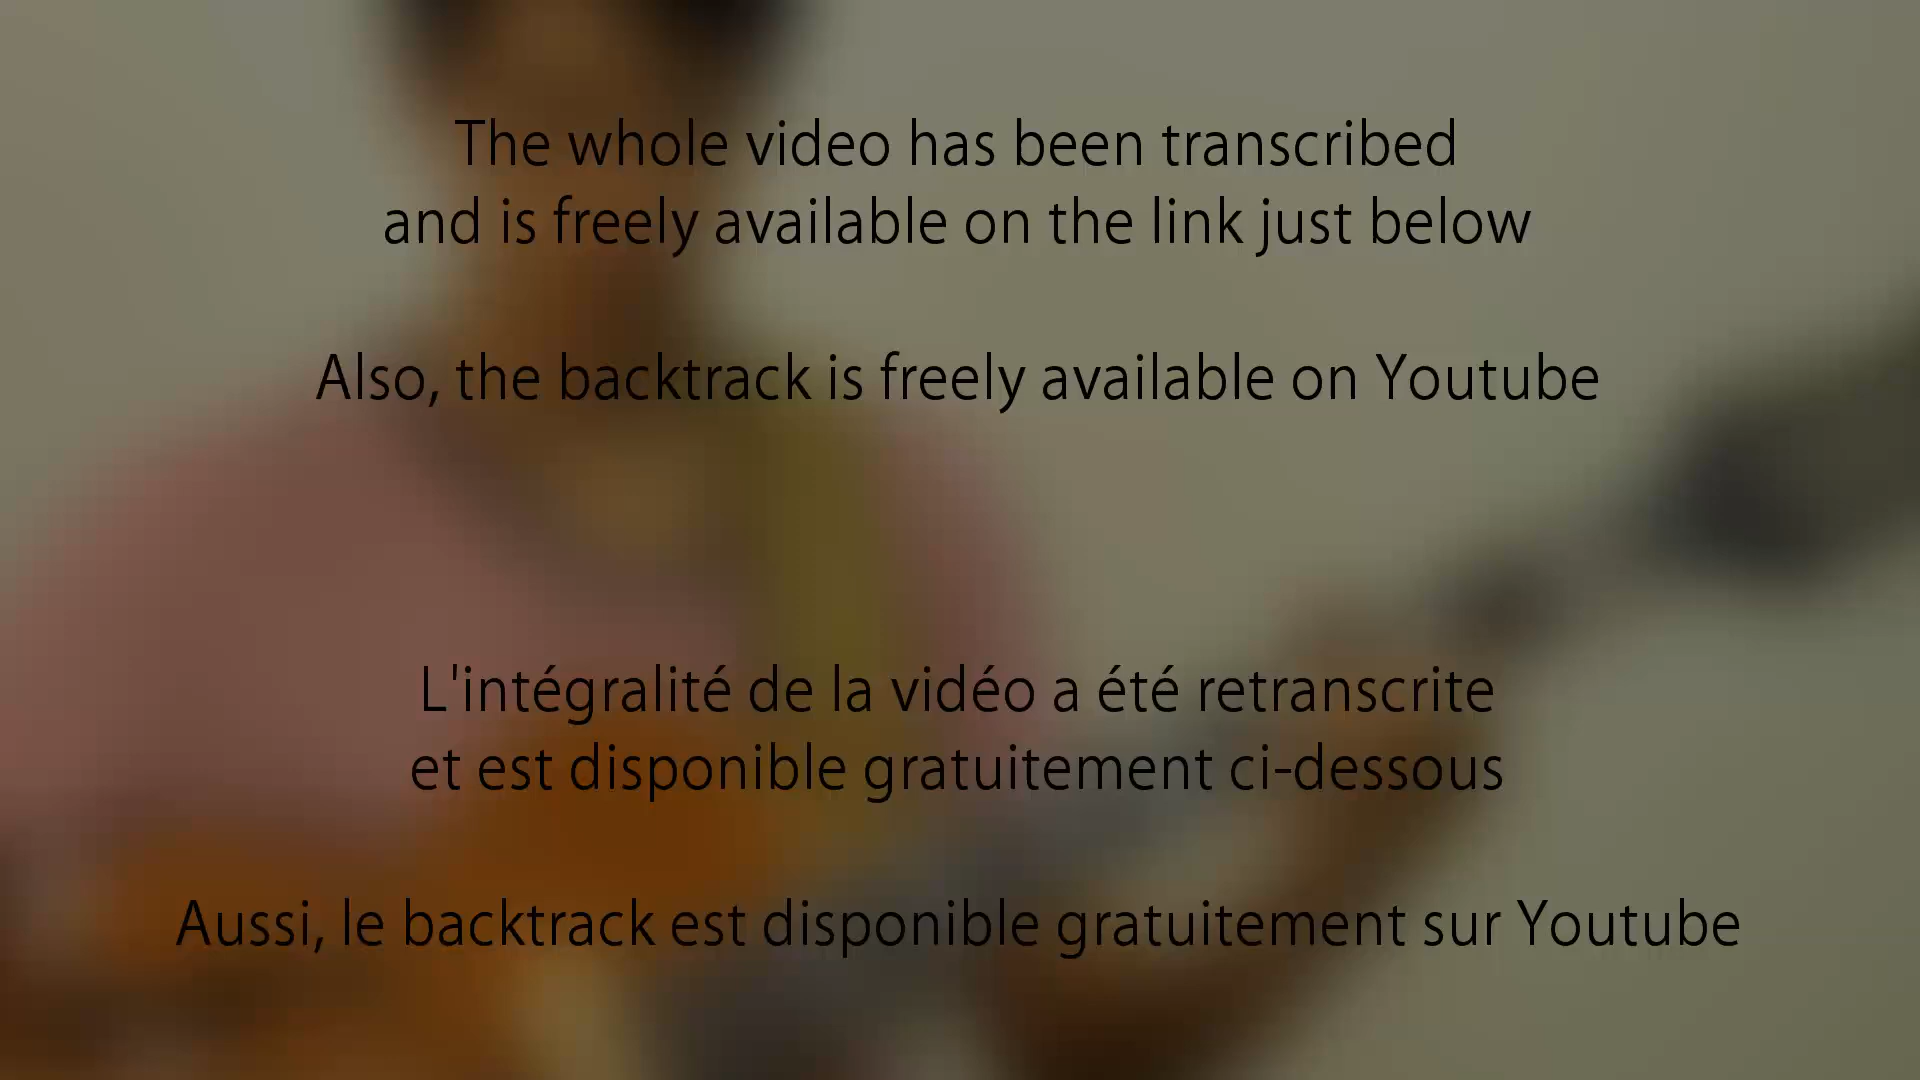 The whole video has been transcribed
and is freely available on the link just below
Also, the backtrack is freely available on Youtube
L'intégralité de la vidéo a été retranscrite
et est disponible gratuitement ci-dessous
Aussi, le backtrack est disponible gratuitement sur Youtube